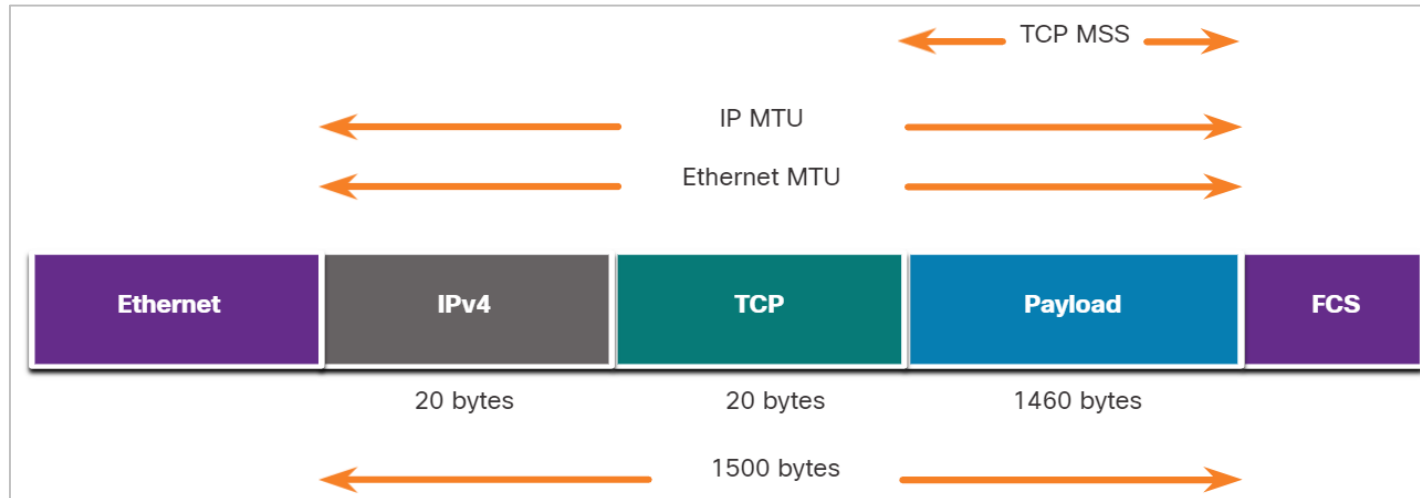 TCP MSS
IP MTU
Ethernet MTU
Ethernet IPv4 TCP Payload FCS
20 bytes 20 bytes 1460 bytes
1500 bytes